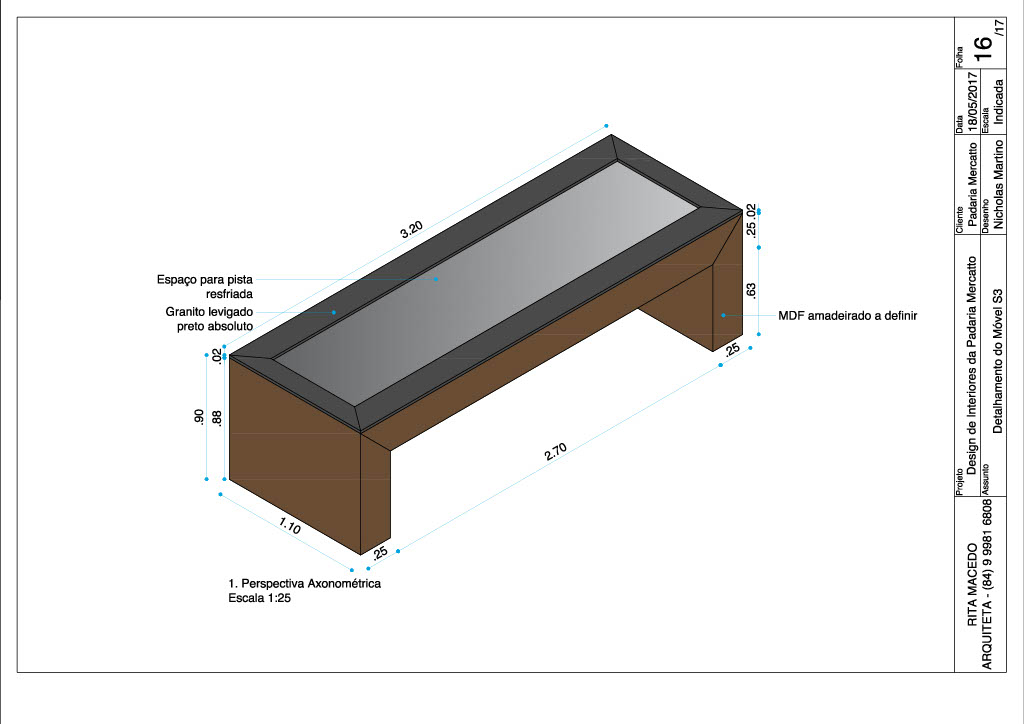 3.20
Espaço para pista
resfriada
Granito levigado
preto absoluto
.02
.90
.88
1.10
.25
2.70
.25
.02
.25
.63
MDF amadeirado a definir
1. Perspectiva Axonométrica
Escala 1:25
Folha
16
/17
Data
18/05/2017
Escala
Indicada
Cliente
Padaria Mercatto
Desenho
Nicholas Martino
Projeto
Design de Interiores da Padaria Mercatto
Assunto
Detalhamento do Móvel S3
RITA MACEDO
ARQUITETA - (84) 9 9981 6808